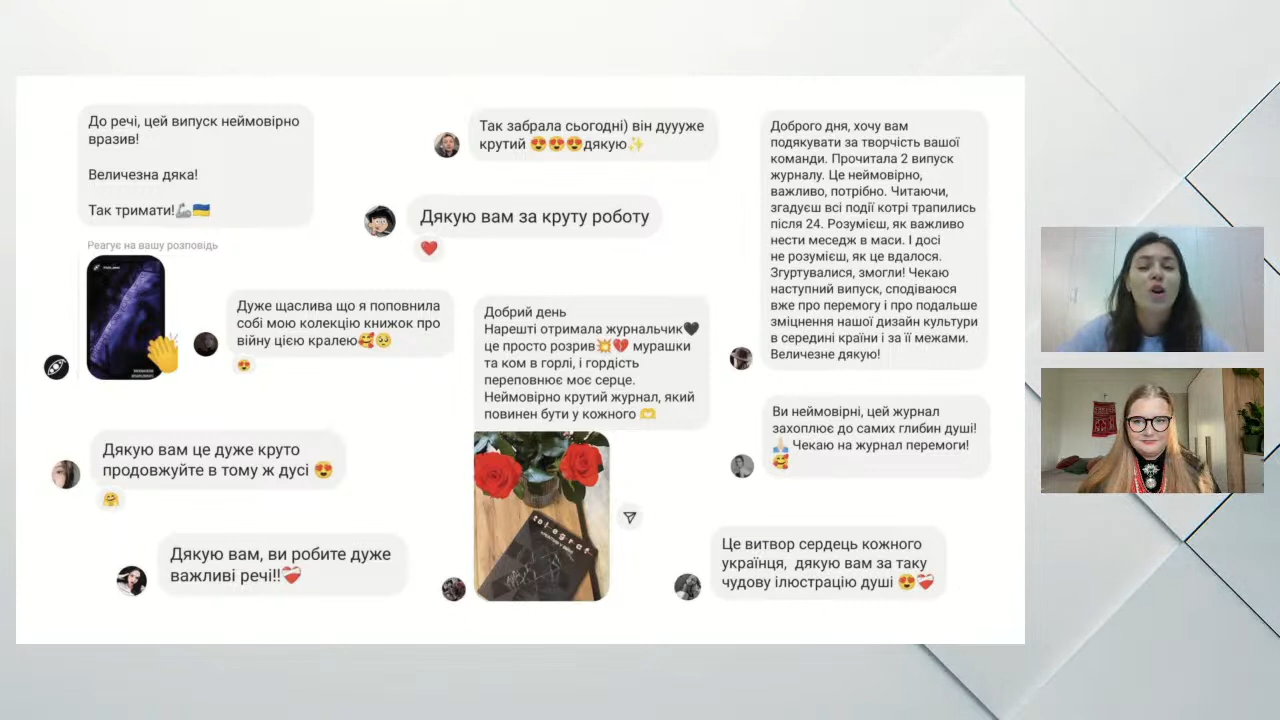 До речі, цей випуск неймовірно
вразив!
Величезна дяка!
Так тримати!💪🏻🇺🇦
Реагує на вашу розповідь
Дуже щаслива що я поповнила
собі мою колекцію книжок про
війну цією кралею🥰🥺
Дякую вам це дуже круто
продовжуйте в тому ж дусі 😍
Дякую вам, ви робите дуже
важливі речі!!❤️‍🩹
Так забрала сьогодні) він дуууже
крутий 😍😍😍дякую✨
Дякую вам за круту роботу
Добрий день
Нарешті отримала журнальчик🖤
це просто розрив💥💔 мурашки
та ком в горлі, і гордість
переповнює моє серце.
Неймовірно крутий журнал, який
повинен бути у кожного 🫶
telegraf
Доброго дня, хочу вам
подякувати за творчість вашої
команди. Прочитала 2 випуск
журналу. Це неймовірно,
важливо, потрібно. Читаючи,
згадуєш всі події котрі трапились
після 24. Розумієш, як важливо
нести меседж в маси. І досі
не розумієш, як це вдалося.
Згуртувалися, змогли! Чекаю
наступний випуск, сподіваюся
вже про перемогу і про подальше
зміцнення нашої дизайн культури
в середині країни і за її межами.
Величезне дякую!
Ви неймовірні, цей журнал
захоплює до самих глибин душі!
🙏🏻 Чекаю на журнал перемоги!
🥰
Це витвір сердець кожного
українця,  дякую вам за таку
чудову ілюстрацію душі 😍❤️‍🩹